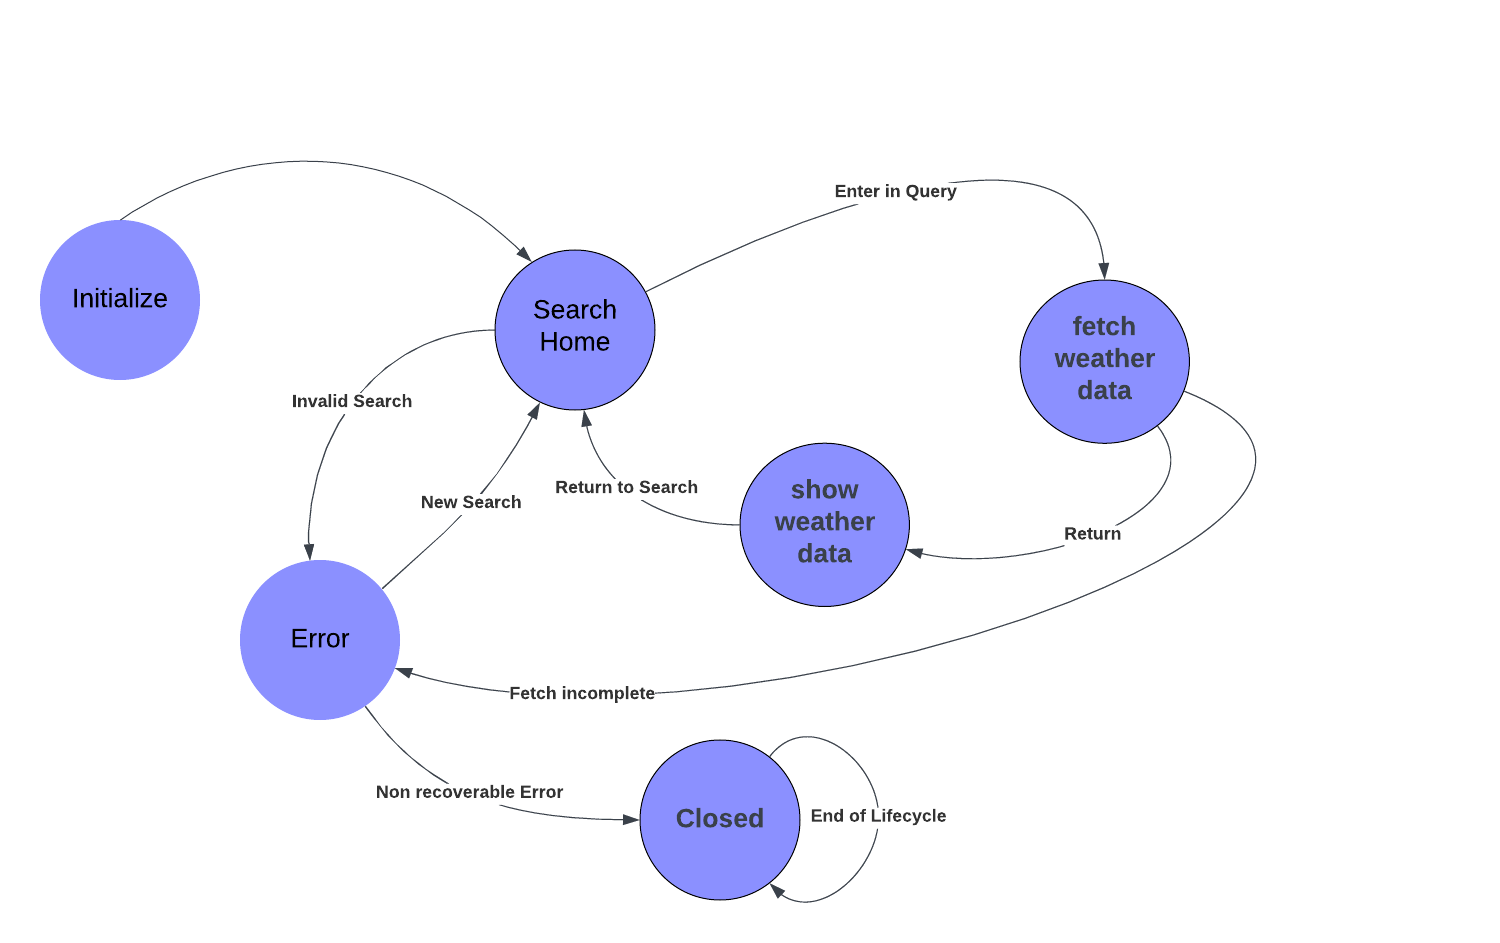 Enter in Query
Initialize
Search
Home
fetch
weather
data
Invalid Search
New Search
Return to Search
show
weather
data
Return
Error
Fetch incomplete
Non recoverable Error
Closed
End of Lifecycle